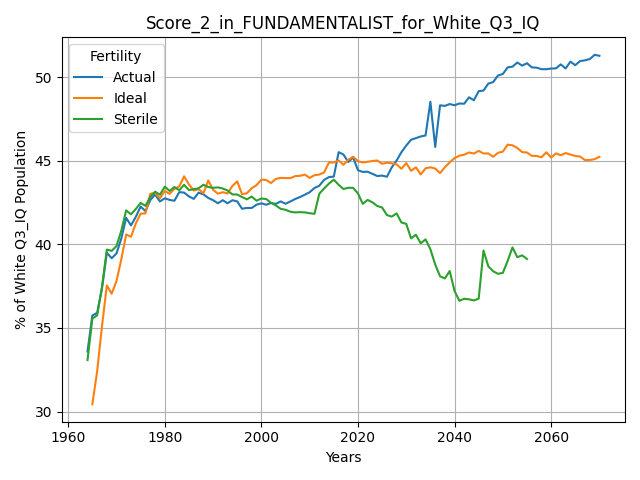 Score_2_in_FUNDAMENTALIST_for_White_Q3_IQ
Fertility
Actual
Ideal
Sterile
% of White Q3_IQ Population
50
45
40
35
30
1960
1980
2000
2020
2040
2060
Years